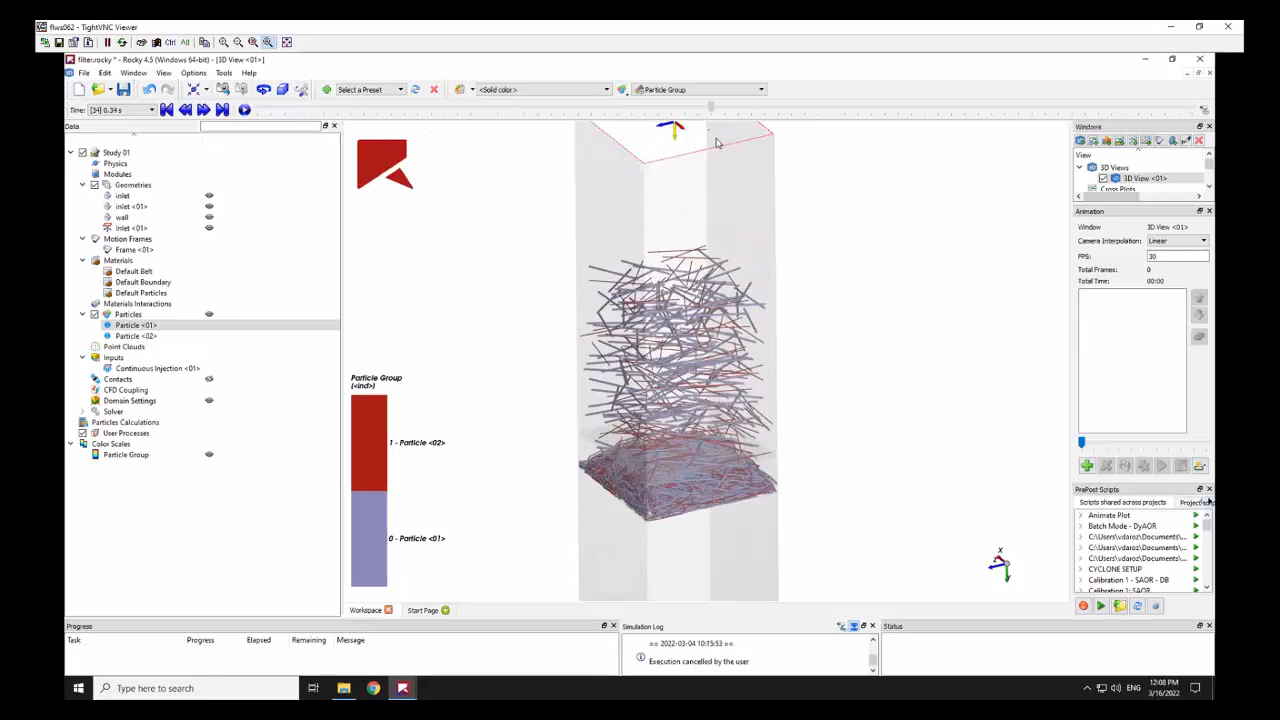 flws062 - TightVNC Viewer
Ctrl Alt
filter.rocky * - Rocky 4.5 (Windows 64-bit) - [3D View <01>]
File Edit Window View Options Tools Help
Select a Preset
<Solid color>
Particle Group
Time: [34] 0.34 s
Data
Study 01
Physics
Modules
Geometries
inlet
inlet <01>
wall
Inlet <01>
Motion Frames
Frame <01>
Materials
Default Belt
Default Boundary
Default Particles
Materials Interactions
Particles
Particle <01>
Particle <02>
Point Clouds
Inputs
Continuous Injection <01>
Contacts
CFD Coupling
Domain Settings
Solver
Particles Calculations
User Processes
Color Scales
Particle Group
Particle Group
(<ind>)
1 - Particle <02>
0 - Particle <01>
X
Workspace
Start Page
Windows
View
3D Views
3D View <01>
Cross Plots
Animation
Window 3D View <01>
Camera Interpolation: Linear
FPS: 30
Total Frames: 0
Total Time: 00:00
PrePost Scripts
Scripts shared across projects
Animate Plot
Batch Mode - DyAOR
C:\Users\vdaroz\Documents\...
C:\Users\vdaroz\Documents\...
C:\Users\vdaroz\Documents\...
CYCLONE SETUP
Calibration 1 - SAOR - DB
Calibration 1: SAOR
Progress
Task Progress Elapsed Remaining Message
Simulation Log
== 2022-03-04 10:15:53 ==
Execution cancelled by the user
Status
Type here to search
ENG
12:08 PM
3/16/2022